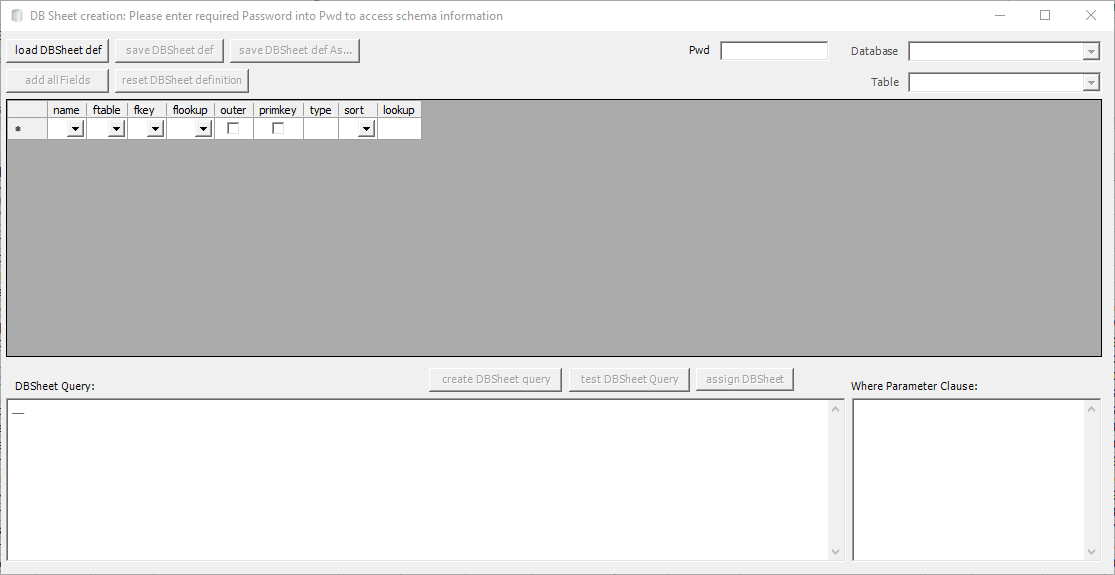 DB Sheet creation: Please enter required Password into Pwd to access schema information
load DBSheet def save DBSheet def save DBSheet def As... Pwd Database
add all Fields reset DBSheet definition Table
name ftable fkey flookup outer primkey type sort lookup
*
DBSheet Query: create DBSheet query test DBSheet Query assign DBSheet Where Parameter Clause: